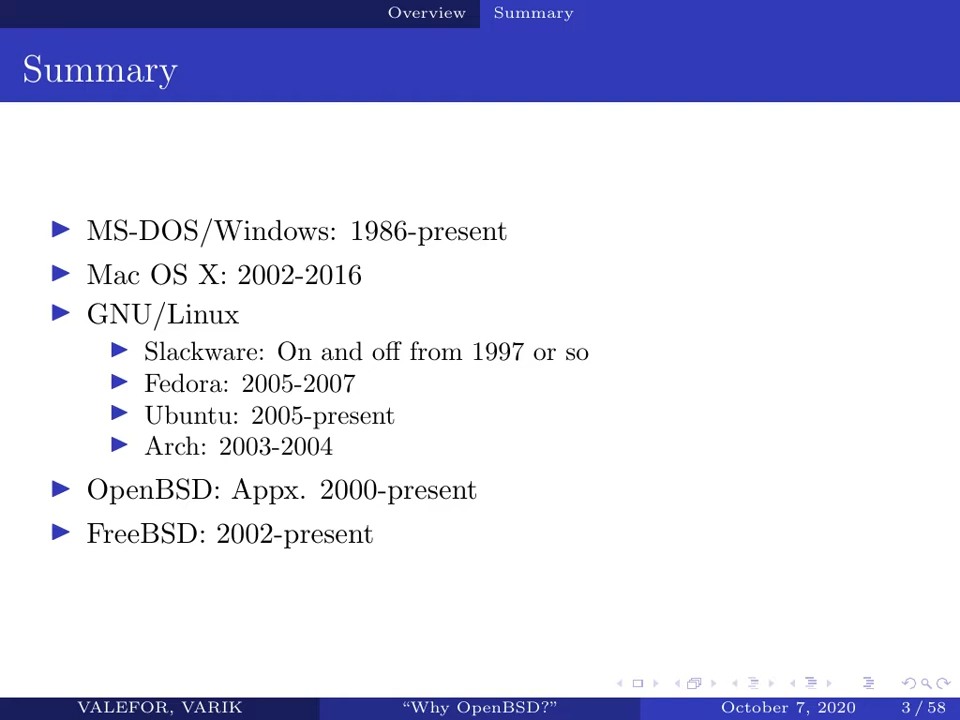 Overview Summary
Summary
MS-DOS/Windows: 1986-present
Mac OS X: 2002-2016
GNU/Linux
Slackware: On and off from 1997 or so
Fedora: 2005-2007
Ubuntu: 2005-present
Arch: 2003-2004
OpenBSD: Appx. 2000-present
FreeBSD: 2002-present
VALEFOR, VARIK “Why OpenBSD?” October 7, 2020 3 / 58